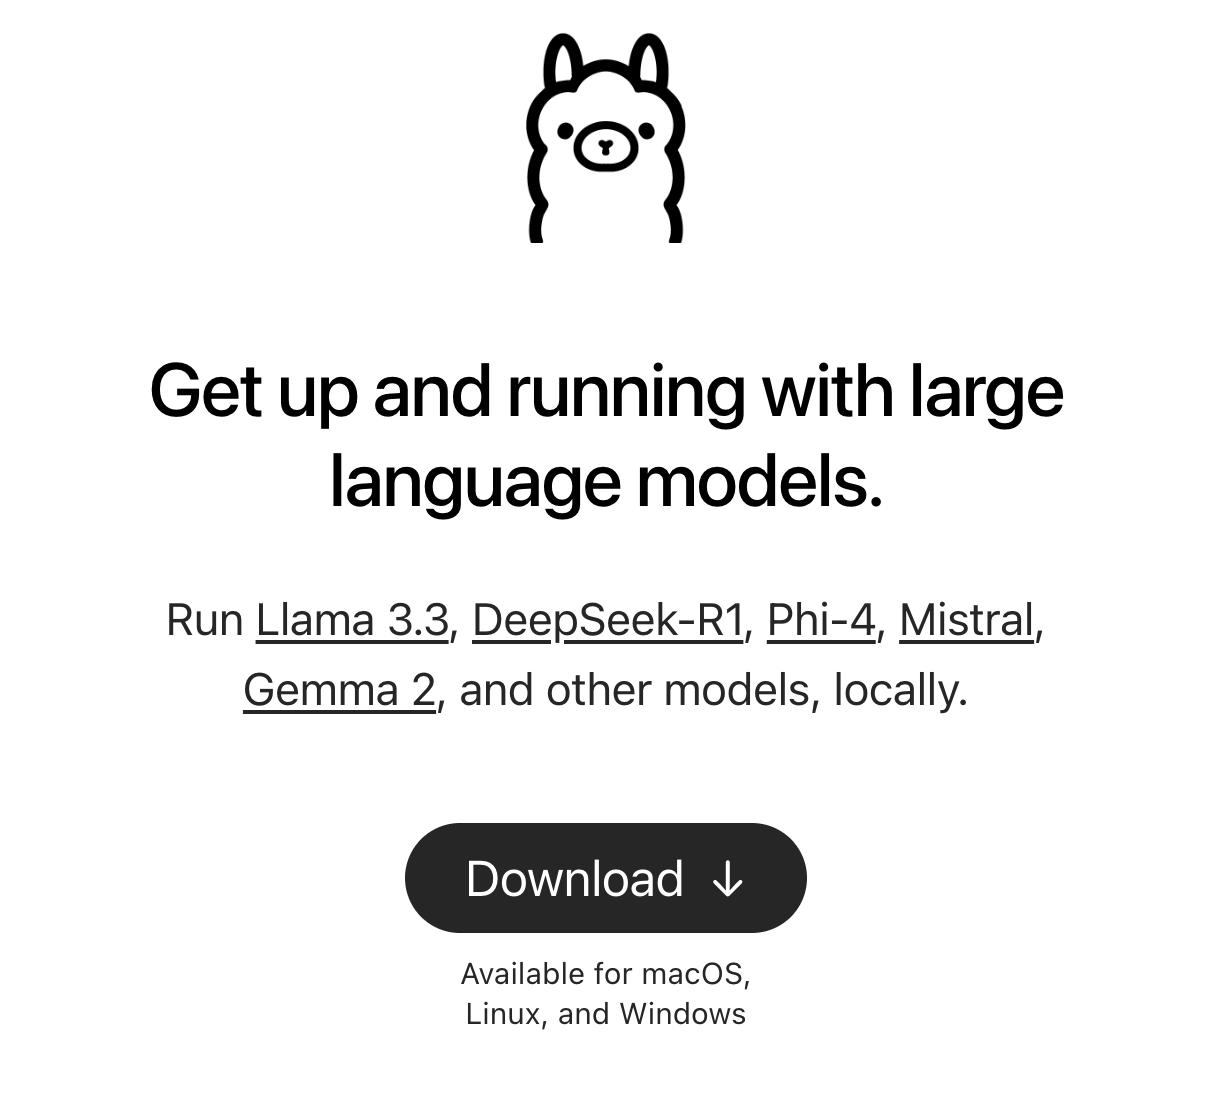 Get up and running with large
language models.
Run Llama 3.3, DeepSeek-R1, Phi-4, Mistral,
Gemma 2, and other models, locally.
Download ↓
Available for macOS,
Linux, and Windows